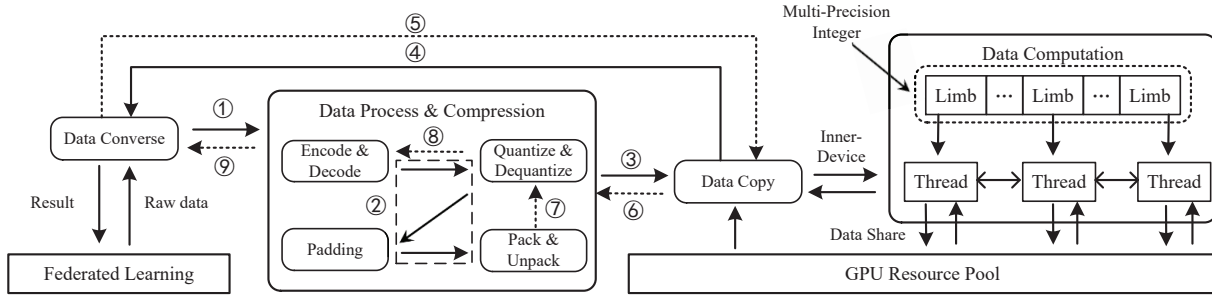 ⑤
④
Multi-Precision
Integer
Data Computation
Limb ... Limb ... Limb
①
Data Process & Compression
Data Converse
⑨
Encode &
Decode
⑧
Quantize &
Dequantize
③
Data Copy
Inner-
Device
Thread Thread Thread
Result
Raw data
②
⑦
⑥
Padding
Pack &
Unpack
Data Share
Federated Learning
GPU Resource Pool